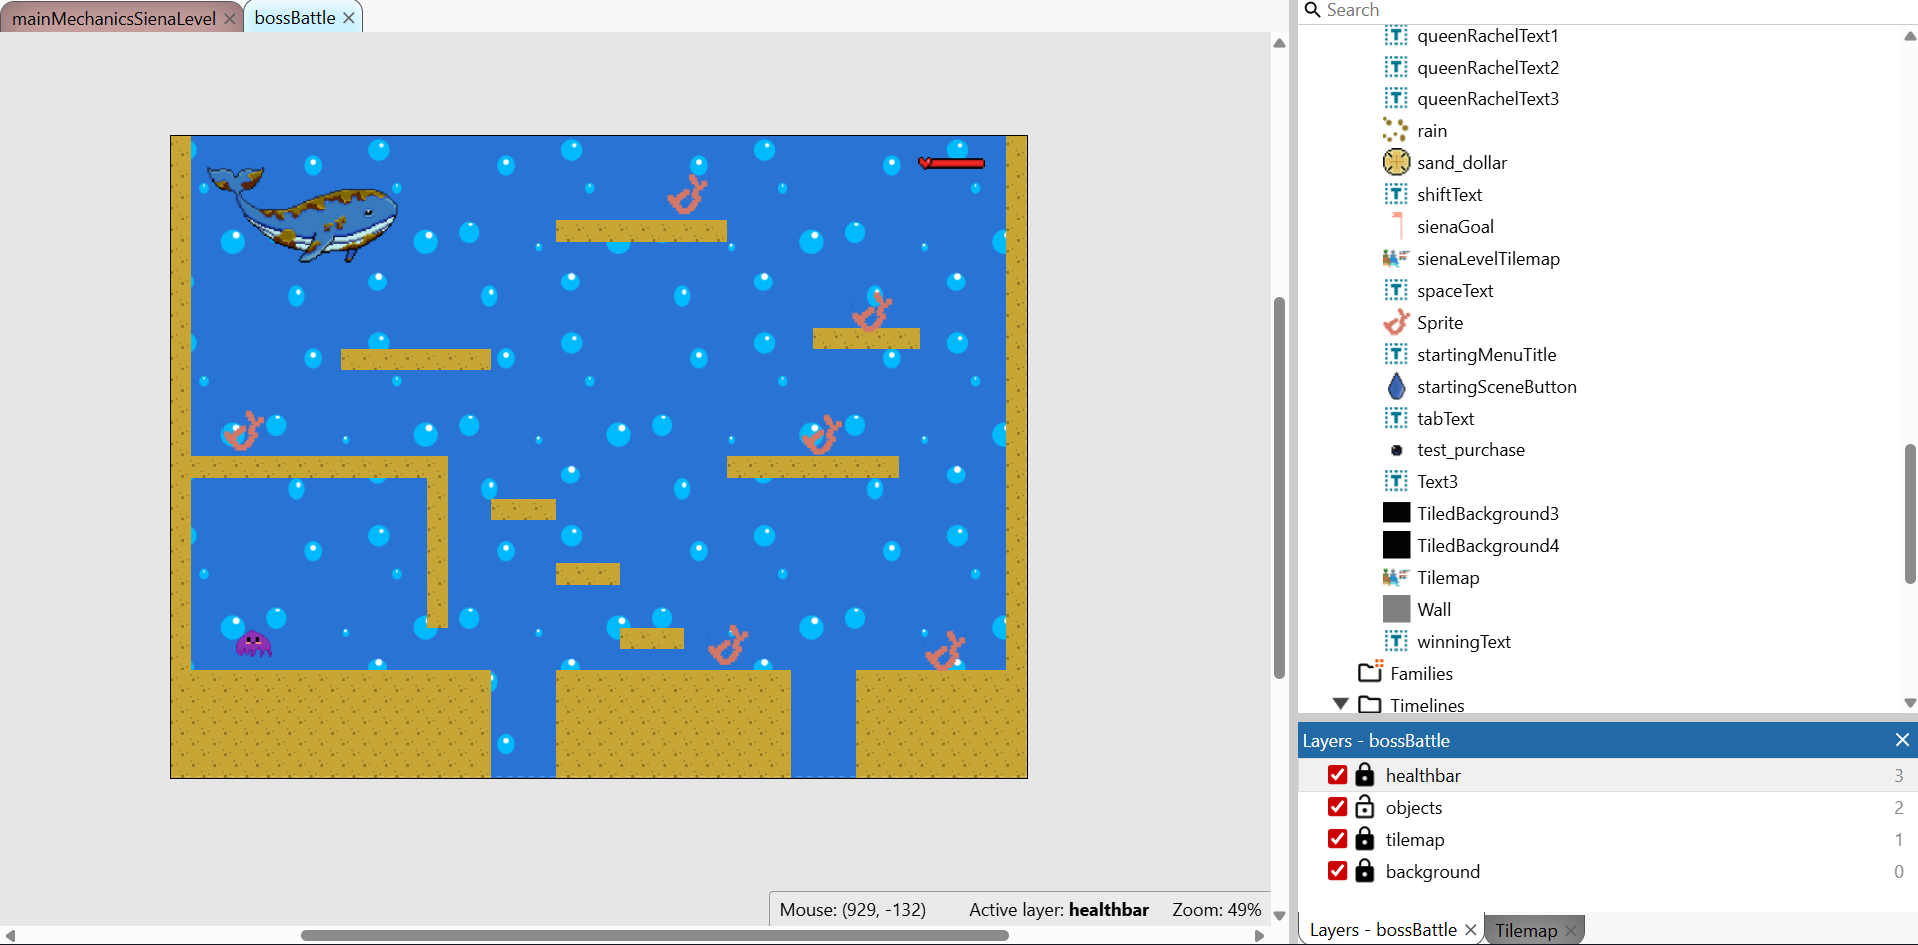 mainMechanicsSienaLevel
bossBattle
Mouse: (929, -132) Active layer: healthbar Zoom: 49%
Search
queenRachelText1
queenRachelText2
queenRachelText3
rain
sand_dollar
shiftText
sienaGoal
sienaLevelTilemap
spaceText
Sprite
startingMenuTitle
startingSceneButton
tabText
test_purchase
Text3
TiledBackground3
TiledBackground4
Tilemap
Wall
winningText
Families
Timelines
Layers - bossBattle
healthbar 3
objects 2
tilemap 1
background 0
Layers - bossBattle
Tilemap